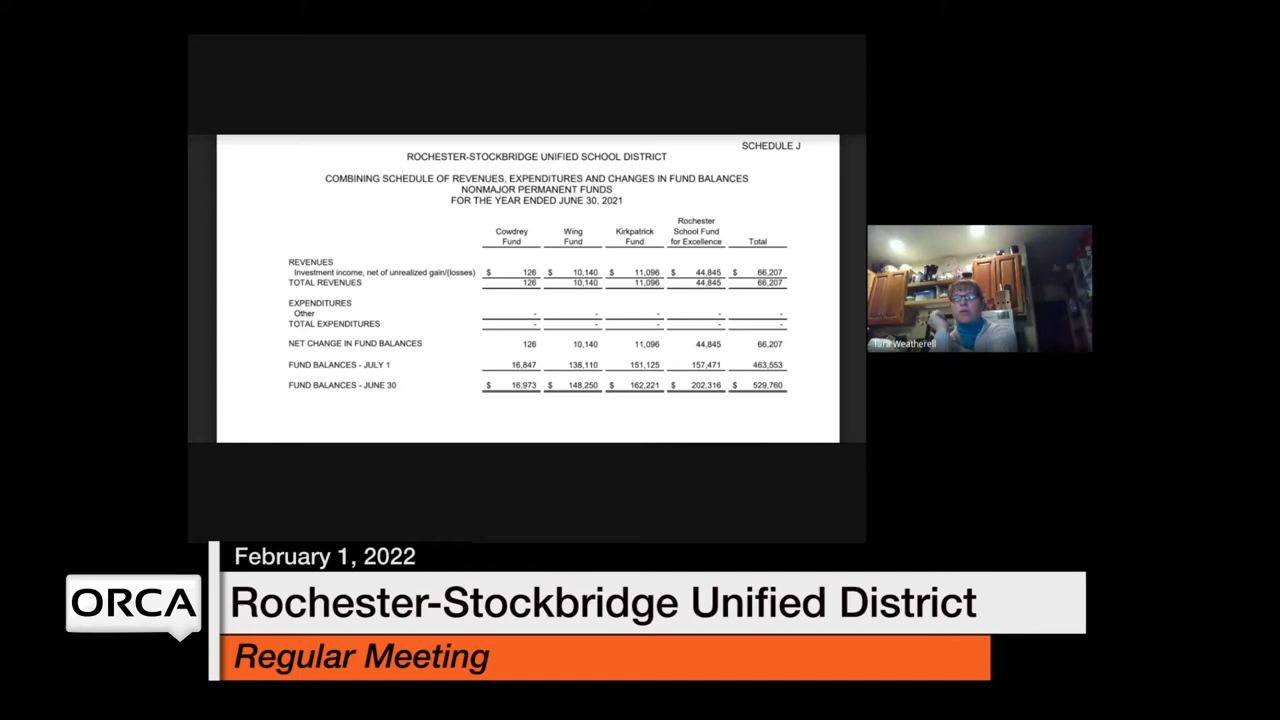 SCHEDULE J
ROCHESTER-STOCKBRIDGE UNIFIED SCHOOL DISTRICT
COMBINING SCHEDULE OF REVENUES, EXPENDITURES AND CHANGES IN FUND BALANCES
NONMAJOR PERMANENT FUNDS
FOR THE YEAR ENDED JUNE 30, 2021
Cowdrey Fund Wing Fund Kirkpatrick Fund Rochester School Fund for Excellence Total
REVENUES
Investment income, net of unrealized gain/(losses) $ 126 $ 10,140 $ 11,096 $ 44,845 $ 66,207
TOTAL REVENUES 126 10,140 11,096 44,845 66,207
EXPENDITURES
Other - - - - -
TOTAL EXPENDITURES - - - - -
NET CHANGE IN FUND BALANCES 126 10,140 11,096 44,845 66,207
FUND BALANCES - JULY 1 16,847 138,110 151,125 157,471 463,553
FUND BALANCES - JUNE 30 $ 16,973 $ 148,250 $ 162,221 $ 202,316 $ 529,760
Tara Weatherell
February 1, 2022
ORCA Rochester-Stockbridge Unified District
Regular Meeting